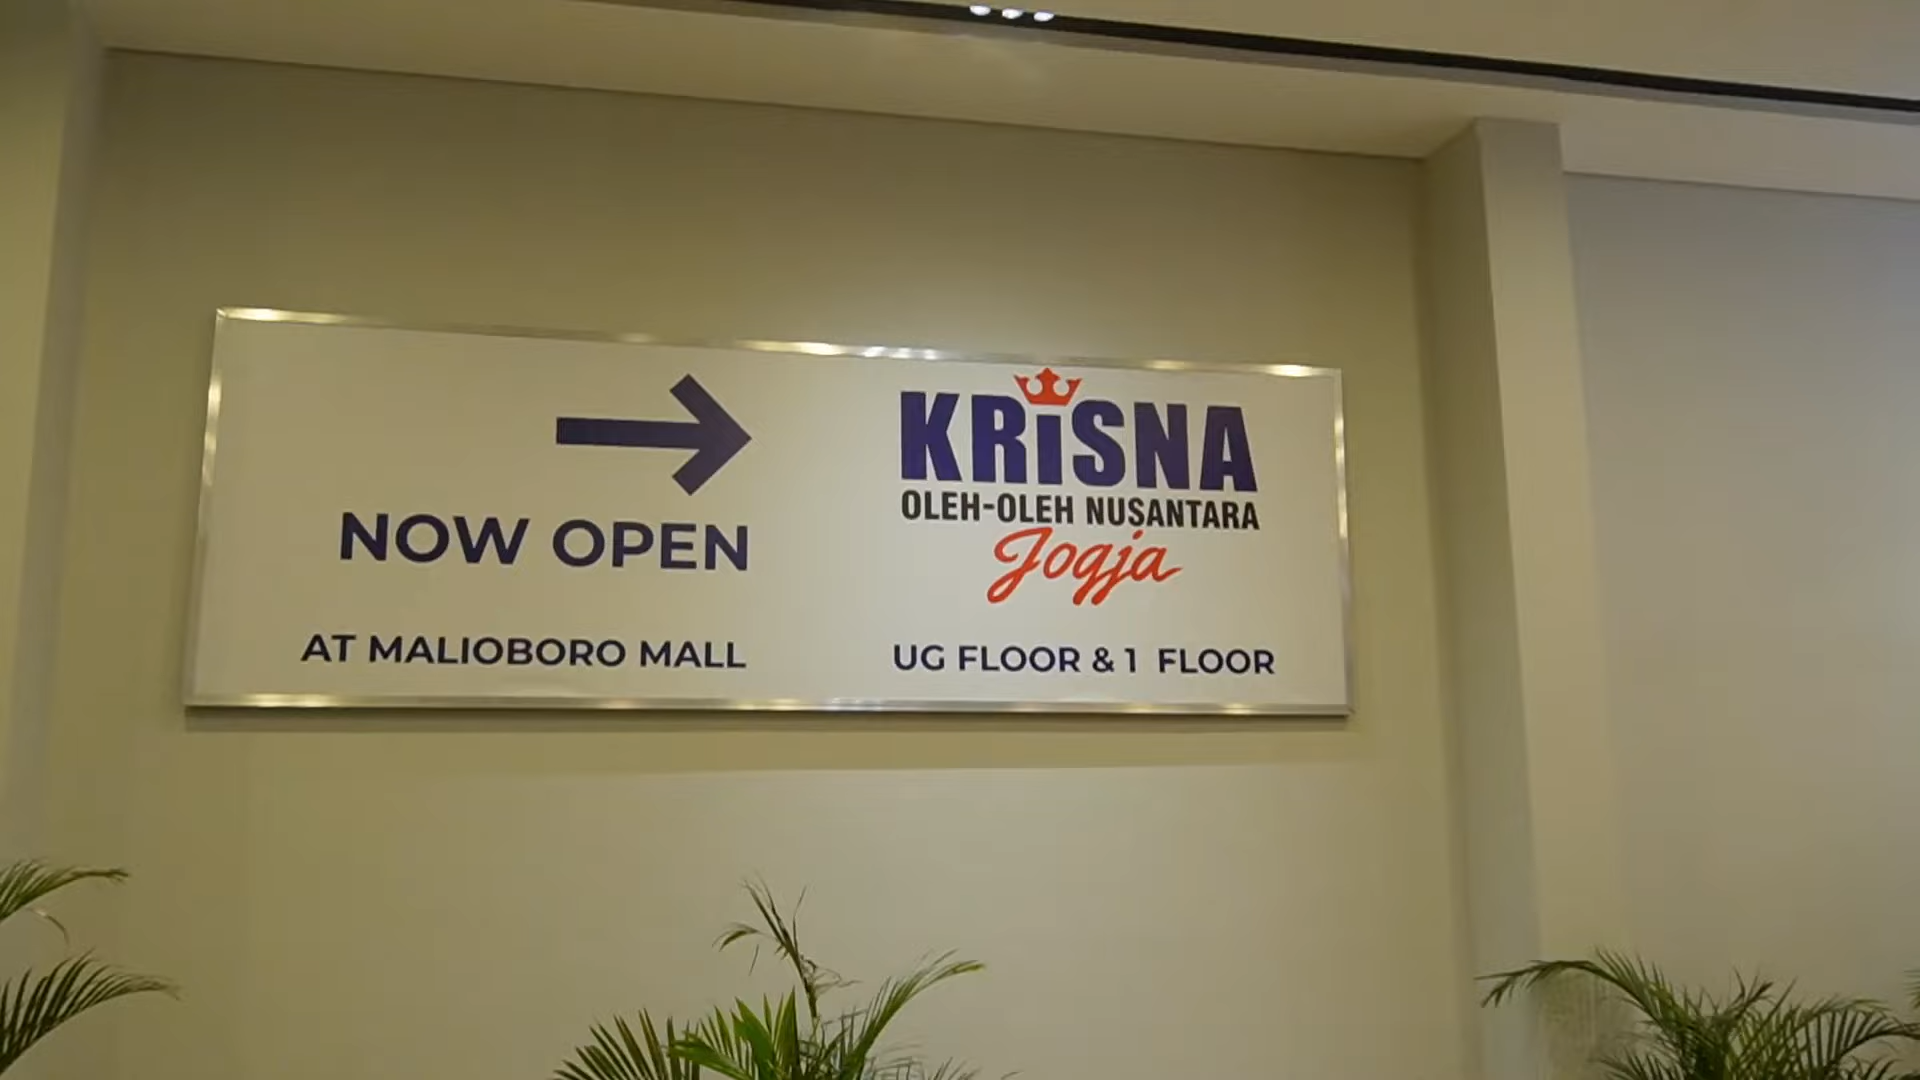 NOW OPEN
AT MALIOBORO MALL
KRiSNA
OLEH-OLEH NUSANTARA
Jogja
UG FLOOR & 1 FLOOR